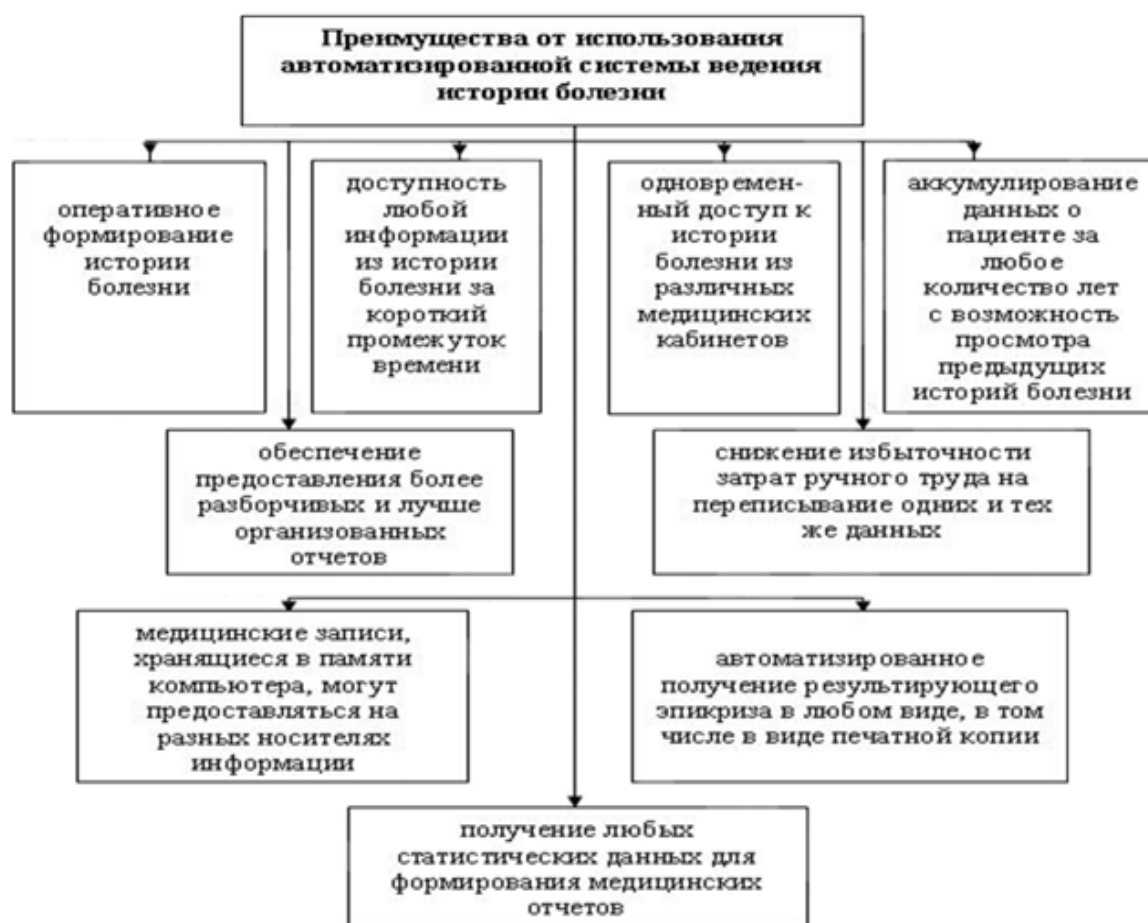 Преимущества от использования
автоматизированной системы ведения
истории болезни
оперативное
формирование
истории
болезни
доступность
любой
информации
из истории
болезни за
короткий
промежуток
времени
одновремен-
ный доступ к
истории
болезни из
различных
медицинских
кабинетов
аккумулирование
данных о
пациенте за
любое
количество лет
с возможность
просмотра
предыдущих
историй болезни
обеспечение
предоставления более
разборчивых и лучше
организованных
отчетов
снижение избыточности
затрат ручного труда на
переписывание одних и тех
же данных
медицинские записи,
хранящиеся в памяти
компьютера, могут
предоставляться на
разных носителях
информации
автоматизированное
получение результирующего
эпикриза в любом виде, в том
числе в виде печатной копии
получение любых
статистических данных для
формирования медицинских
отчетов